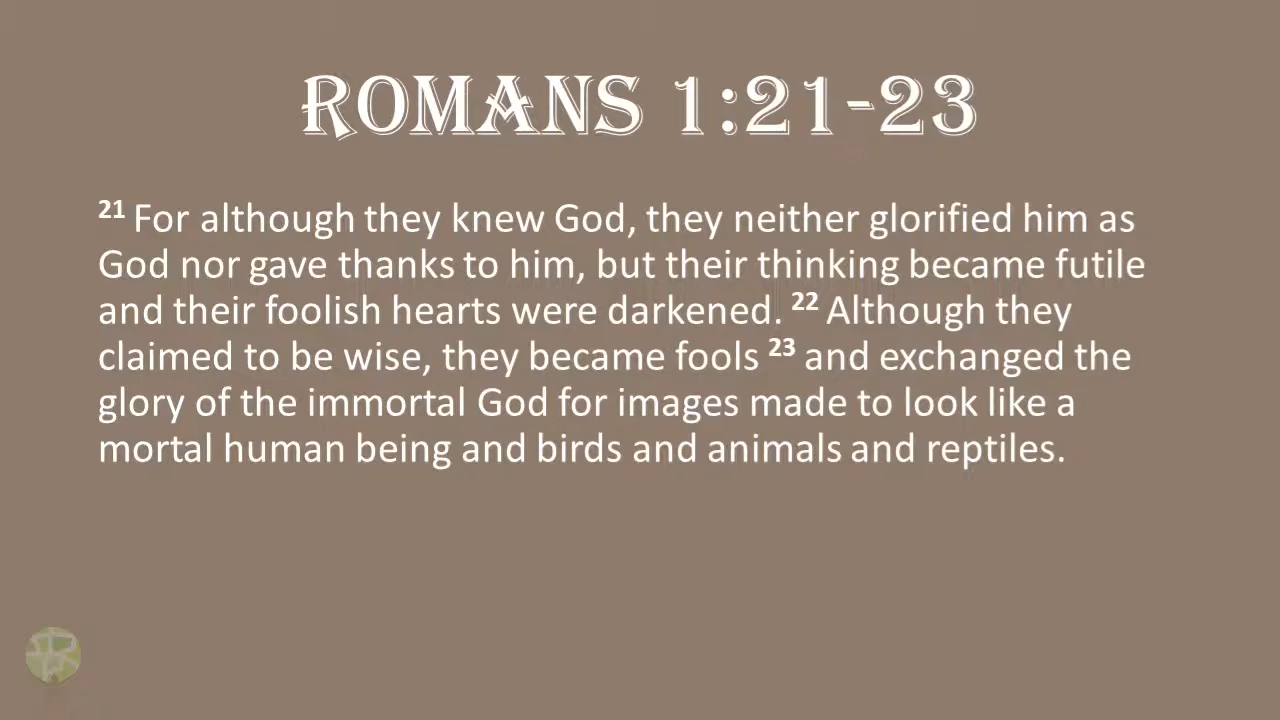 ROMANS 1:21-23
21 For although they knew God, they neither glorified him as
God nor gave thanks to him, but their thinking became futile
and their foolish hearts were darkened. 22 Although they
claimed to be wise, they became fools 23 and exchanged the
glory of the immortal God for images made to look like a
mortal human being and birds and animals and reptiles.